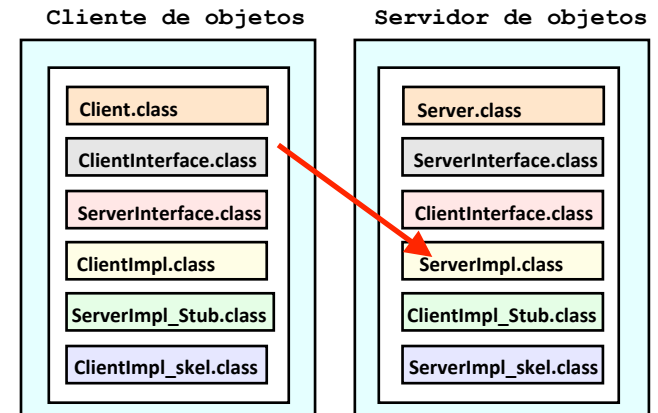 Cliente de objetos
Servidor de objetos
Client.class
ClientInterface.class
ServerInterface.class
ClientImpl.class
ServerImpl_Stub.class
ClientImpl_skel.class
Server.class
ServerInterface.class
ClientInterface.class
ServerImpl.class
ClientImpl_Stub.class
ServerImpl_skel.class